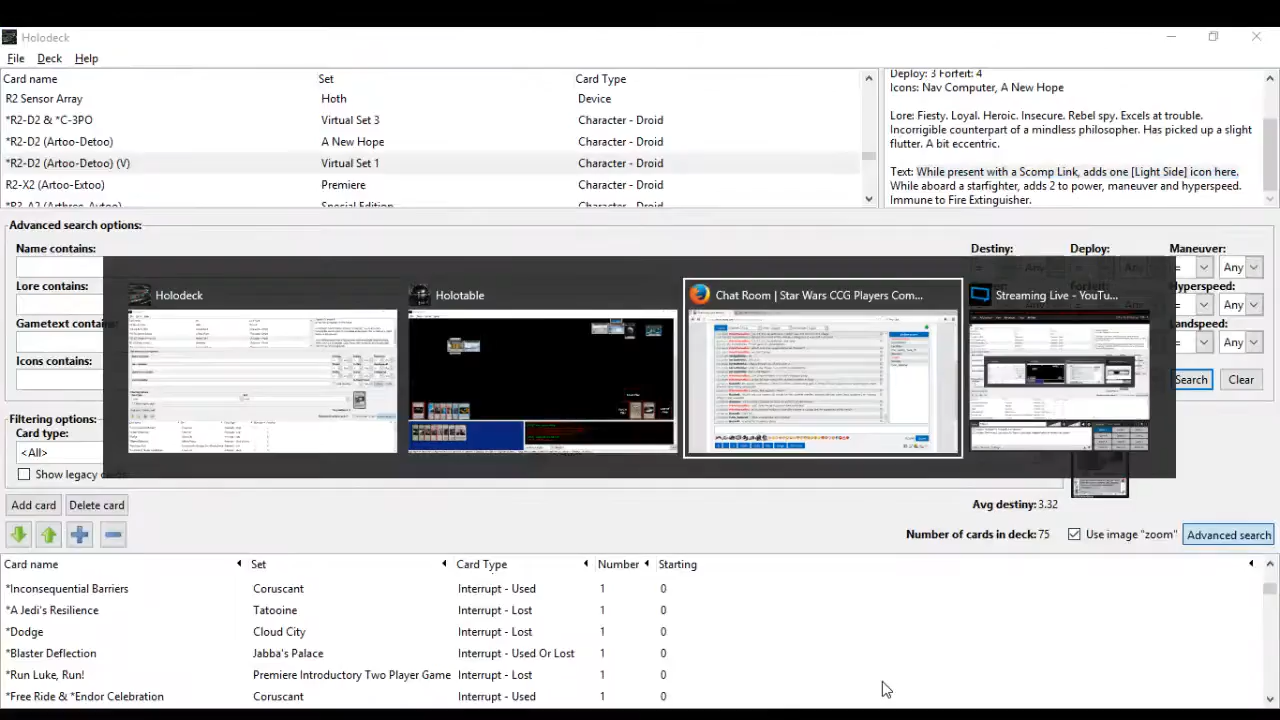 Holodeck
File Deck Help
Card name Set Card Type
R2 Sensor Array Hoth Device
*R2-D2 & *C-3PO Virtual Set 3 Character - Droid
*R2-D2 (Artoo-Detoo) A New Hope Character - Droid
*R2-D2 (Artoo-Detoo) (V) Virtual Set 1 Character - Droid
R2-X2 (Artoo-Extoo) Premiere Character - Droid
Special Edition Character - Droid
Deploy: 3 Forfeit: 4
Icons: Nav Computer, A New Hope
Lore: Fiesty. Loyal. Heroic. Insecure. Rebel spy. Excels at trouble.
Incorrigible counterpart of a mindless philosopher. Has picked up a slight
flutter. A bit eccentric.
Text: While present with a Scomp Link, adds one [Light Side] icon here.
While aboard a starfighter, adds 2 to power, maneuver and hyperspeed.
Immune to Fire Extinguisher.
Advanced search options:
Name contains: Destiny: Deploy: Maneuver:
= Any
Lore contains: Hyperspeed:
= Any
Holodeck Holotable Chat Room | Star Wars CCG Players Com... Streaming Live - YouTu...
Gametext contains: andspeed:
Any
Icons contain:
Search Clear
Card type:
<All>
Show legacy cards
Add card Delete card Avg destiny: 3.32
Number of cards in deck: 75 Use image "zoom" Advanced search
Card name Set Card Type Number Starting
*Inconsequential Barriers Coruscant Interrupt - Used 1 0
*A Jedi's Resilience Tatooine Interrupt - Lost 1 0
*Dodge Cloud City Interrupt - Lost 1 0
*Blaster Deflection Jabba's Palace Interrupt - Used Or Lost 1 0
*Run Luke, Run! Premiere Introductory Two Player Game Interrupt - Lost 1 0
*Free Ride & *Endor Celebration Coruscant Interrupt - Used 1 0